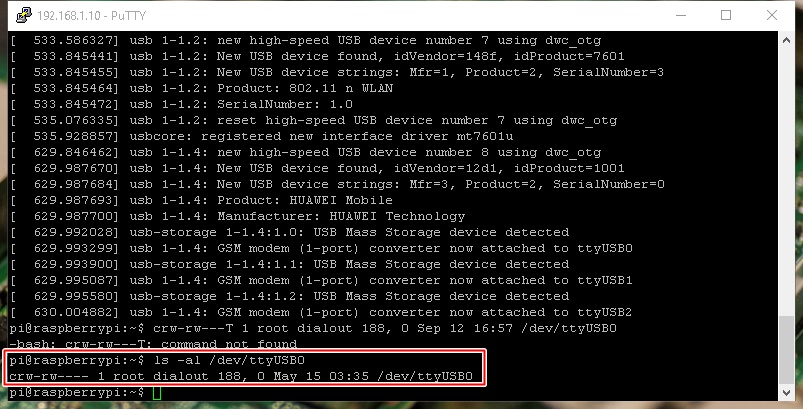 192.168.1.10 - PuTTY
[  533.586327] usb 1-1.2: new high-speed USB device number 7 using dwc_otg
[  533.845441] usb 1-1.2: New USB device found, idVendor=148f, idProduct=7601
[  533.845455] usb 1-1.2: New USB device strings: Mfr=1, Product=2, SerialNumber=3
[  533.845464] usb 1-1.2: Product: 802.11 n WLAN
[  533.845472] usb 1-1.2: SerialNumber: 1.0
[  535.076335] usb 1-1.2: reset high-speed USB device number 7 using dwc_otg
[  535.928857] usbcore: registered new interface driver mt7601u
[  629.846462] usb 1-1.4: new high-speed USB device number 8 using dwc_otg
[  629.987670] usb 1-1.4: New USB device found, idVendor=12d1, idProduct=1001
[  629.987684] usb 1-1.4: New USB device strings: Mfr=3, Product=2, SerialNumber=0
[  629.987693] usb 1-1.4: Product: HUAWEI Mobile
[  629.987700] usb 1-1.4: Manufacturer: HUAWEI Technology
[  629.992028] usb-storage 1-1.4:1.0: USB Mass Storage device detected
[  629.993299] usb 1-1.4: GSM modem (1-port) converter now attached to ttyUSB0
[  629.993900] usb-storage 1-1.4:1.1: USB Mass Storage device detected
[  629.995087] usb 1-1.4: GSM modem (1-port) converter now attached to ttyUSB1
[  629.995580] usb-storage 1-1.4:1.2: USB Mass Storage device detected
[  630.004882] usb 1-1.4: GSM modem (1-port) converter now attached to ttyUSB2
pi@raspberrypi:~$ crw-rw---T 1 root dialout 188, 0 Sep 12 16:57 /dev/ttyUSB0
-bash: crw-rw---T: command not found
pi@raspberrypi:~$ ls -al /dev/ttyUSB0
crw-rw---- 1 root dialout 188, 0 May 15 03:35 /dev/ttyUSB0
pi@raspberrypi:~$